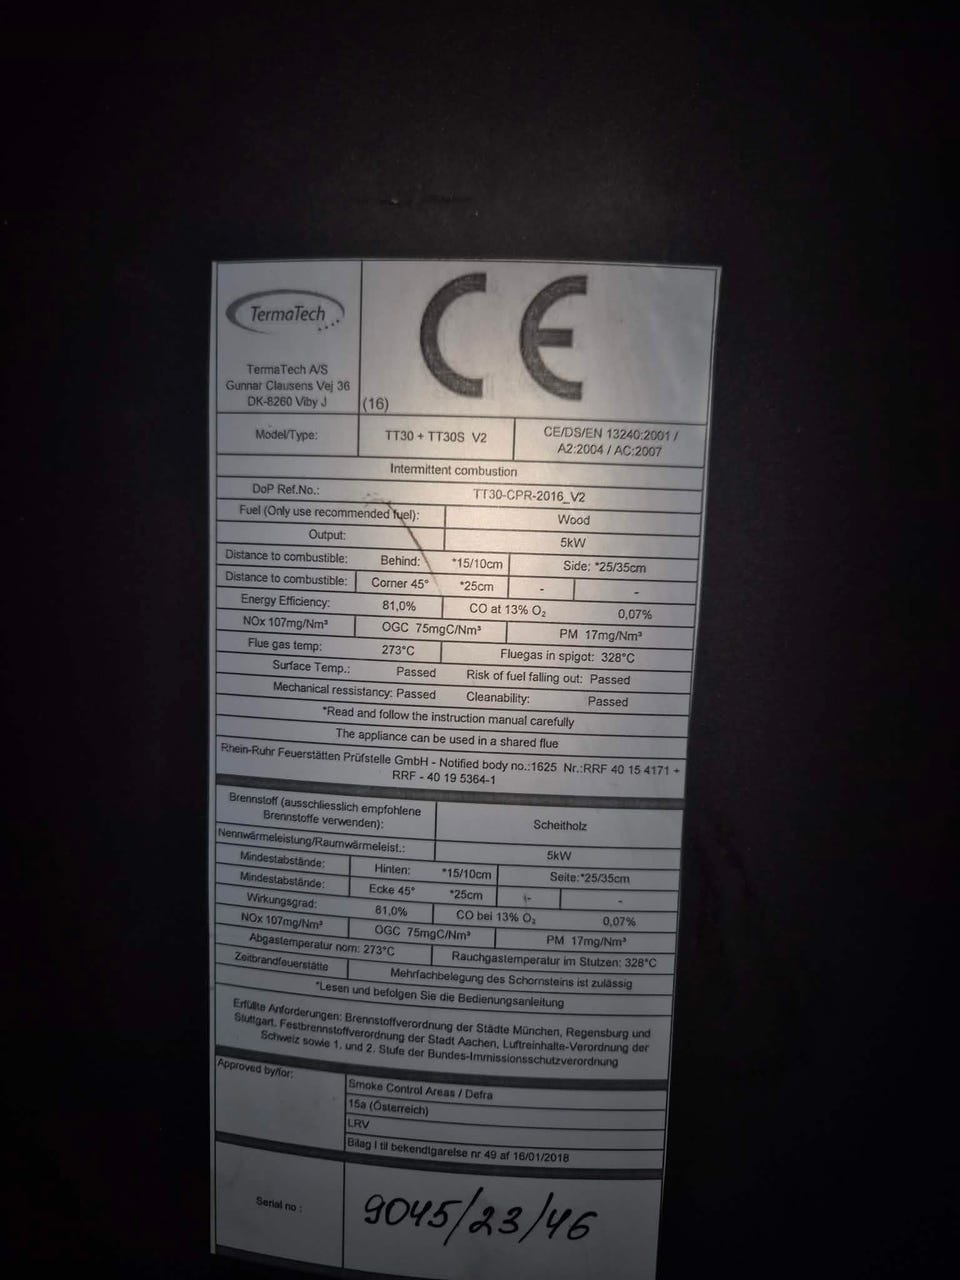 TermaTech
TermaTech A/S
Gunnar Clausens Vej 36
DK-8260 Viby J
CE
(16)
Model/Type: TT30 + TT30S V2 CE/DS/EN 13240:2001 /
A2:2004 / AC:2007
Intermittent combustion
DoP Ref.No.: TT30-CPR-2016_V2
Fuel (Only use recommended fuel): Wood
Output: 5kW
Distance to combustible: Behind: *15/10cm Side: *25/35cm
Distance to combustible: Corner 45° *25cm - -
Energy Efficiency: 81,0% CO at 13% O₂ 0,07%
NOx 107mg/Nm³ OGC 75mgC/Nm³ PM 17mg/Nm³
Flue gas temp: 273°C Fluegas in spigot: 328°C
Surface Temp.: Passed Risk of fuel falling out: Passed
Mechanical ressistancy: Passed Cleanability: Passed
*Read and follow the instruction manual carefully
The appliance can be used in a shared flue
Rhein-Ruhr Feuerstätten Prüfstelle GmbH - Notified body no.:1625 Nr.:RRF 40 15 4171 +
RRF - 40 19 5364-1
Brennstoff (ausschliesslich empfohlene
Brennstoffe verwenden): Scheitholz
Nennwärmeleistung/Raumwärmeleist.: 5kW
Mindestabstände: Hinten: *15/10cm Seite:*25/35cm
Mindestabstände: Ecke 45° *25cm - -
Wirkungsgrad: 81,0% CO bei 13% O₂ 0,07%
NOx 107mg/Nm³ OGC 75mgC/Nm³ PM 17mg/Nm³
Abgastemperatur nom: 273°C Rauchgastemperatur im Stutzen: 328°C
Zeitbrandfeuerstätte Mehrfachbelegung des Schornsteins ist zulässig
*Lesen und befolgen Sie die Bedienungsanleitung
Erfüllte Anforderungen: Brennstoffverordnung der Städte München, Regensburg und
Stuttgart, Festbrennstoffverordnung der Stadt Aachen, Luftreinhalte-Verordnung der
Schweiz sowie 1. und 2. Stufe der Bundes-Immissionsschutzverordnung
Approved by/for: Smoke Control Areas / Defra
15a (Österreich)
LRV
Bilag I til bekendtgørelse nr 49 af 16/01/2018
Serial no : 9045/23/46